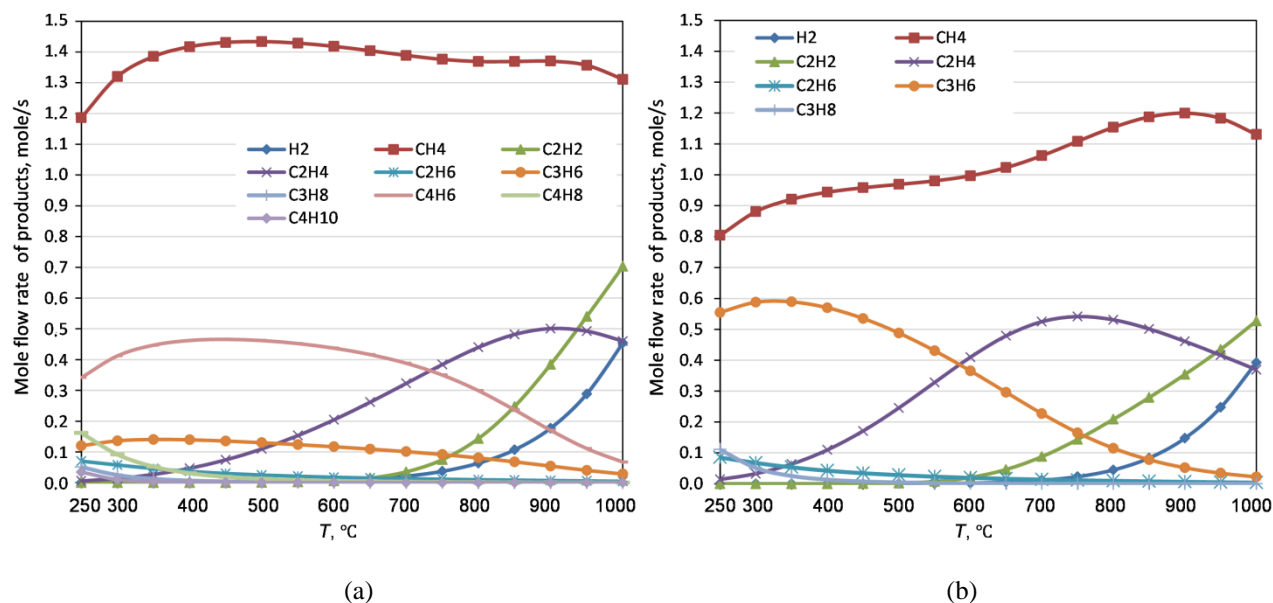 1.5
1.4
1.3
1.2
1.1
1.0
0.9
0.8
0.7
0.6
0.5
0.4
0.3
0.2
0.1
0.0
Mole flow rate of products, mole/s
H2 CH4 C2H2
C2H4 C2H6 C3H6
C3H8 C4H6 C4H8
C4H10
250 300 400 500 600 700 800 900 1000
T, °C
(a)
1.5
1.4
1.3
1.2
1.1
1.0
0.9
0.8
0.7
0.6
0.5
0.4
0.3
0.2
0.1
0.0
Mole flow rate of products, mole/s
H2 CH4
C2H2 C2H4
C2H6 C3H6
C3H8
250 300 400 500 600 700 800 900 1000
T, °C
(b)